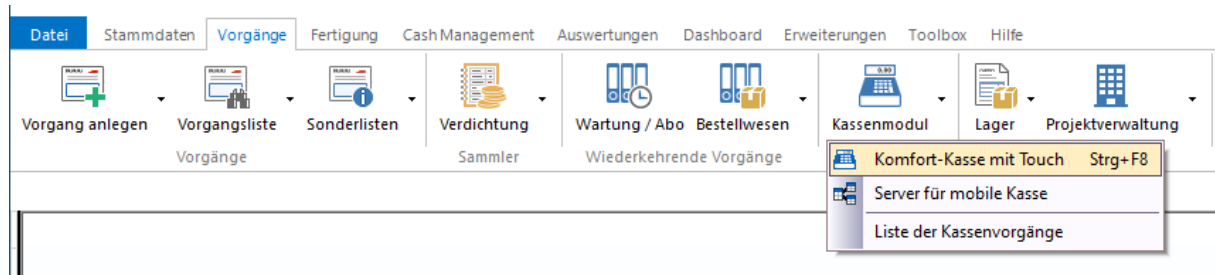 Datei Stammdaten Vorgänge Fertigung Cash Management Auswertungen Dashboard Erweiterungen Toolbox Hilfe
Vorgang anlegen Vorgangsliste Sonderlisten Verdichtung Wartung / Abo Bestellwesen Kassenmodul Lager Projektverwaltung
Vorgänge Sammler Wiederkehrende Vorgänge
Komfort-Kasse mit Touch Strg+F8
Server für mobile Kasse
Liste der Kassenvorgänge